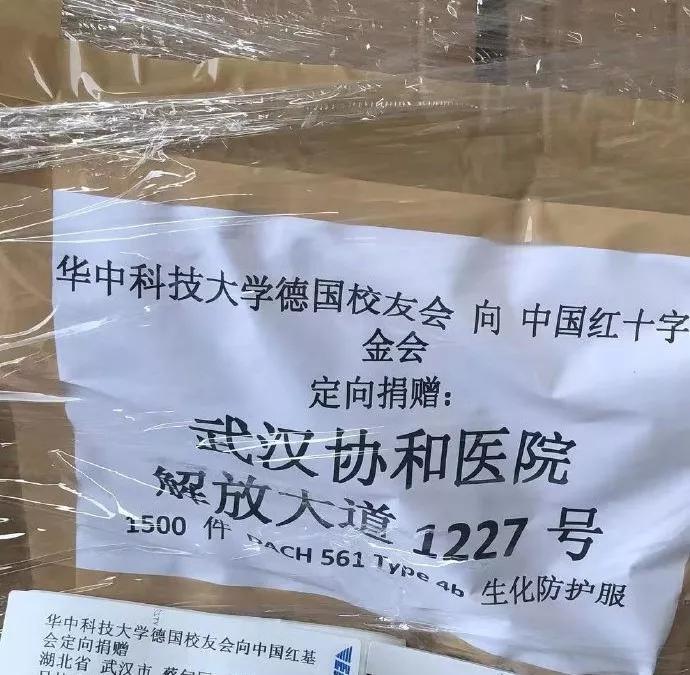 华中科技大学德国校友会 向 中国红十字
金会
定向捐赠：
武汉协和医院
解放大道 1227 号
1500 件 DACH 561 Type 4b 生化防护服
华中科技大学德国校友会向中国红基
会定向捐赠
湖北省 武汉市